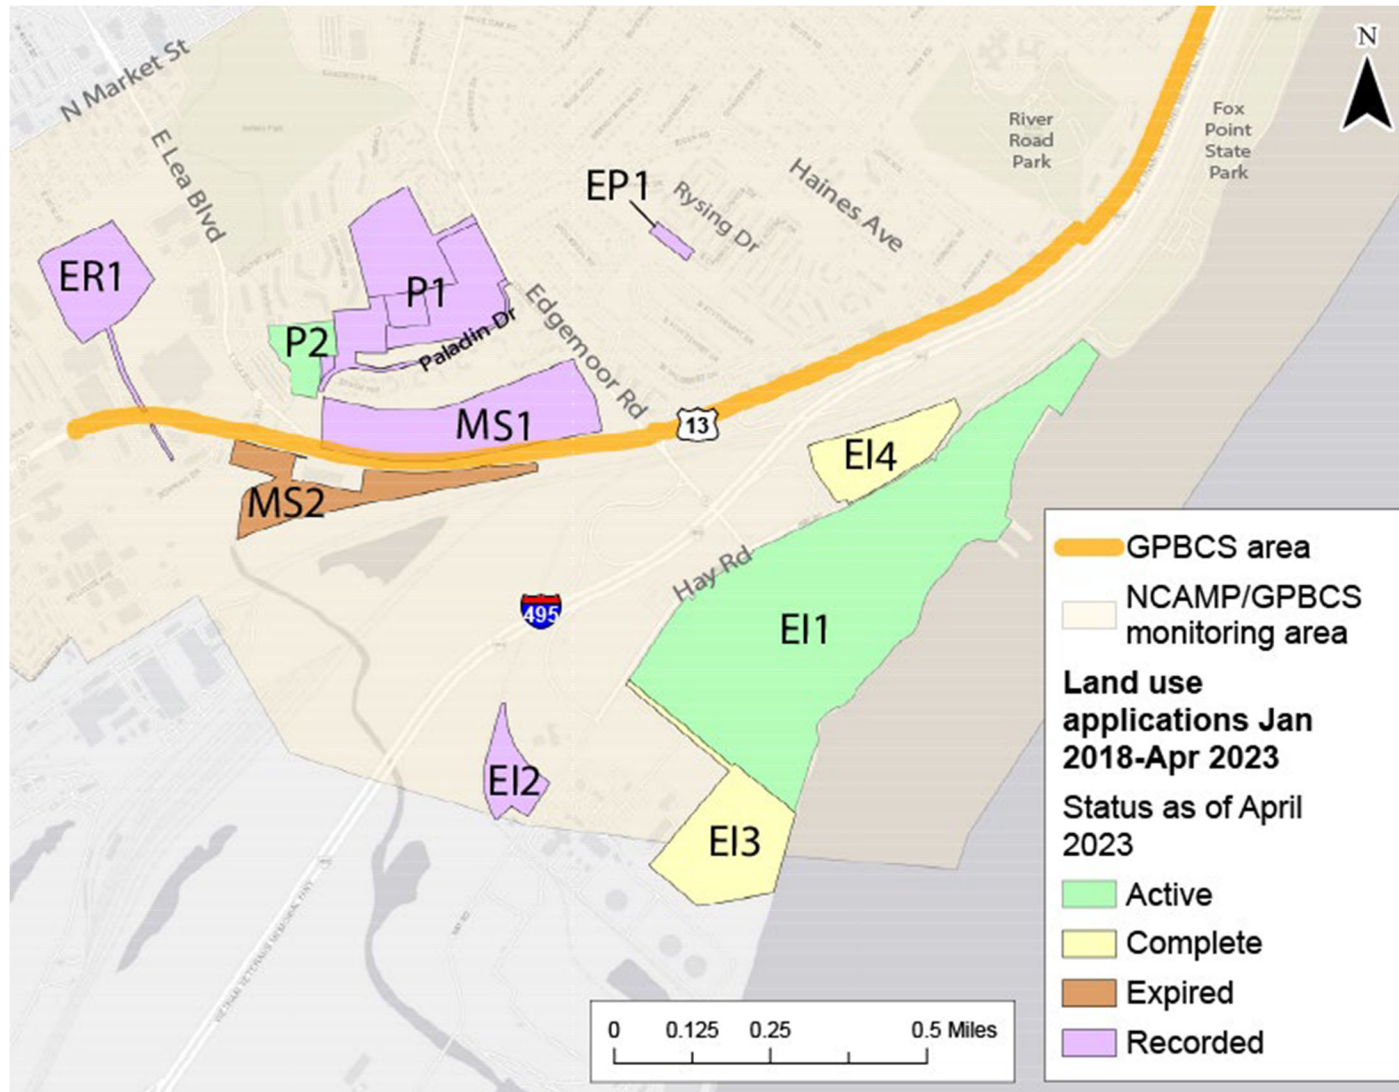 N Market St
N
River
Road
Park
Fox
Point
State
Park
E Lea Blvd
EP1
Rysing Dr
Haines Ave
ER1
P1
P2
Paladin Dr
Edgemoor Rd
MS1
13
EI4
MS2
Hay Rd
495
EI1
EI2
EI3
GPBCS area
NCAMP/GPBCS
monitoring area
Land use
applications Jan
2018-Apr 2023
Status as of April
2023
Active
Complete
Expired
Recorded
0 0.125 0.25 0.5 Miles